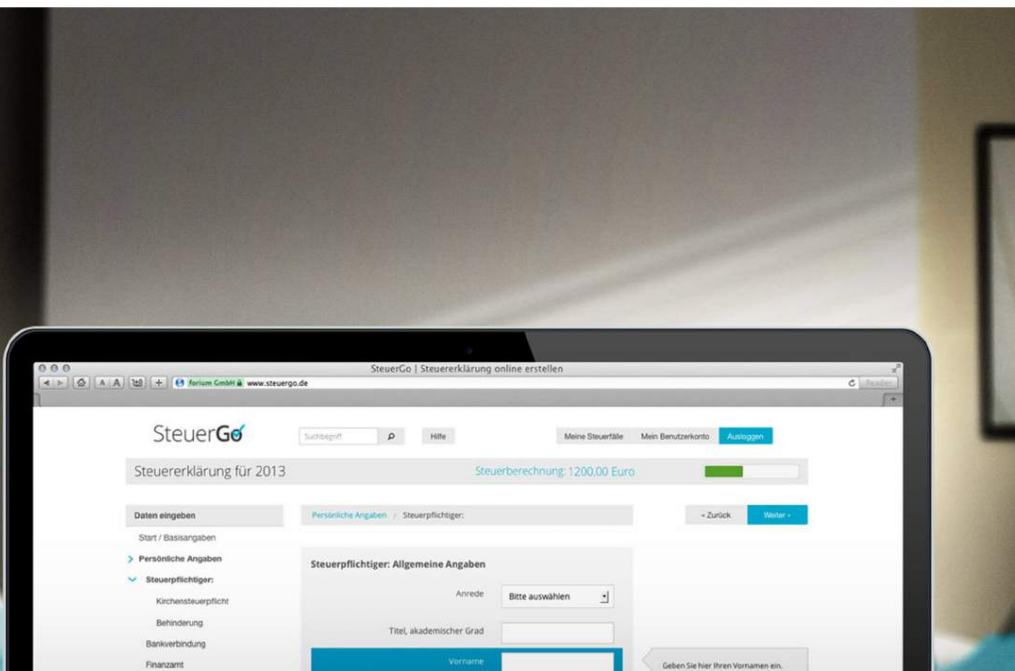 SteuerGo | Steuererklärung online erstellen
A A + forium GmbH www.steuergo.de Reader +
SteuerGo Suchbegriff Hilfe Meine Steuerfälle Mein Benutzerkonto Ausloggen
Steuererklärung für 2013 Steuerberechnung: 1200,00 Euro
Daten eingeben Persönliche Angaben / Steuerpflichtiger: « Zurück Weiter »
Start / Basisangaben
> Persönliche Angaben
Steuerpflichtiger: Steuerpflichtiger: Allgemeine Angaben
Kirchensteuerpflicht Anrede Bitte auswählen
Behinderung Titel, akademischer Grad
Bankverbindung
Finanzamt Vorname Geben Sie hier Ihren Vornamen ein.